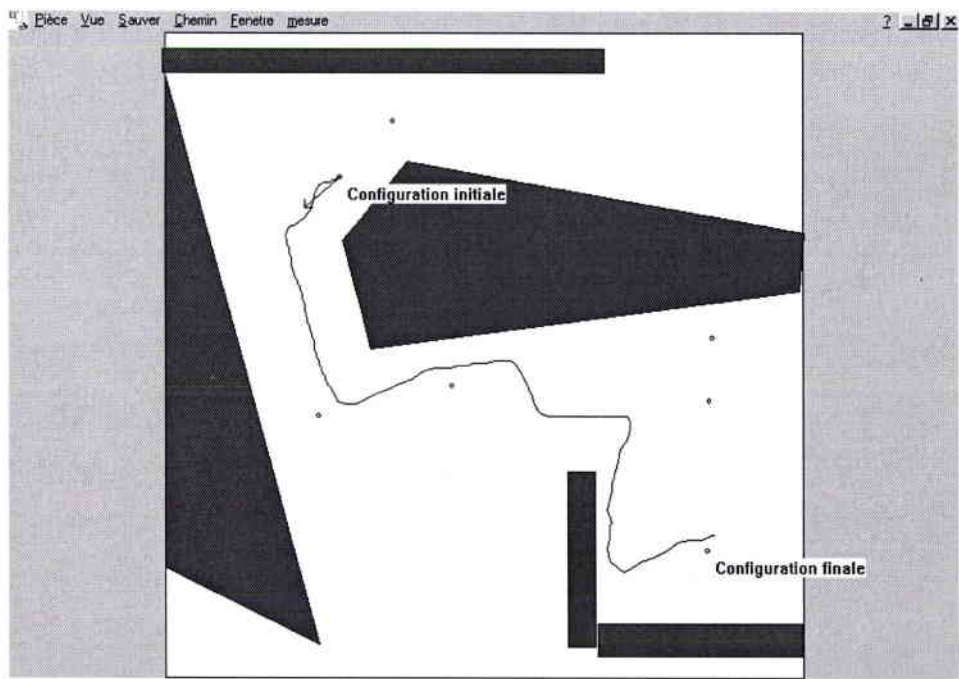 Pièce Vue Sauver Chemin Fenetre mesure ?
Configuration initiale
Configuration finale